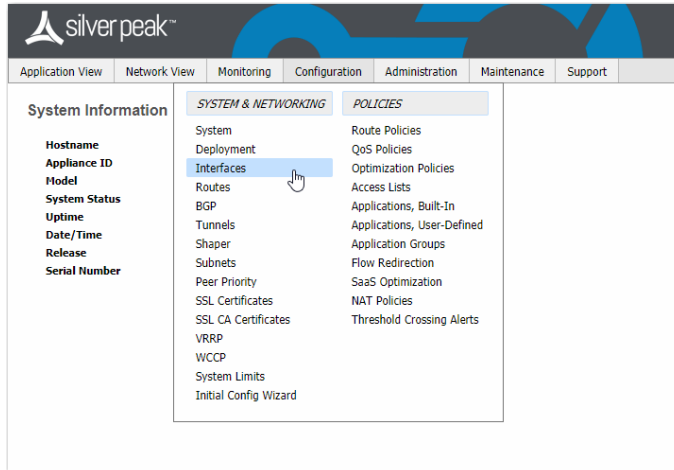 silver peak™
Application View Network View Monitoring Configuration Administration Maintenance Support
System Information
Hostname
Appliance ID
Model
System Status
Uptime
Date/Time
Release
Serial Number
SYSTEM & NETWORKING
System
Deployment
Interfaces
Routes
BGP
Tunnels
Shaper
Subnets
Peer Priority
SSL Certificates
SSL CA Certificates
VRRP
WCCP
System Limits
Initial Config Wizard
POLICIES
Route Policies
QoS Policies
Optimization Policies
Access Lists
Applications, Built-In
Applications, User-Defined
Application Groups
Flow Redirection
SaaS Optimization
NAT Policies
Threshold Crossing Alerts